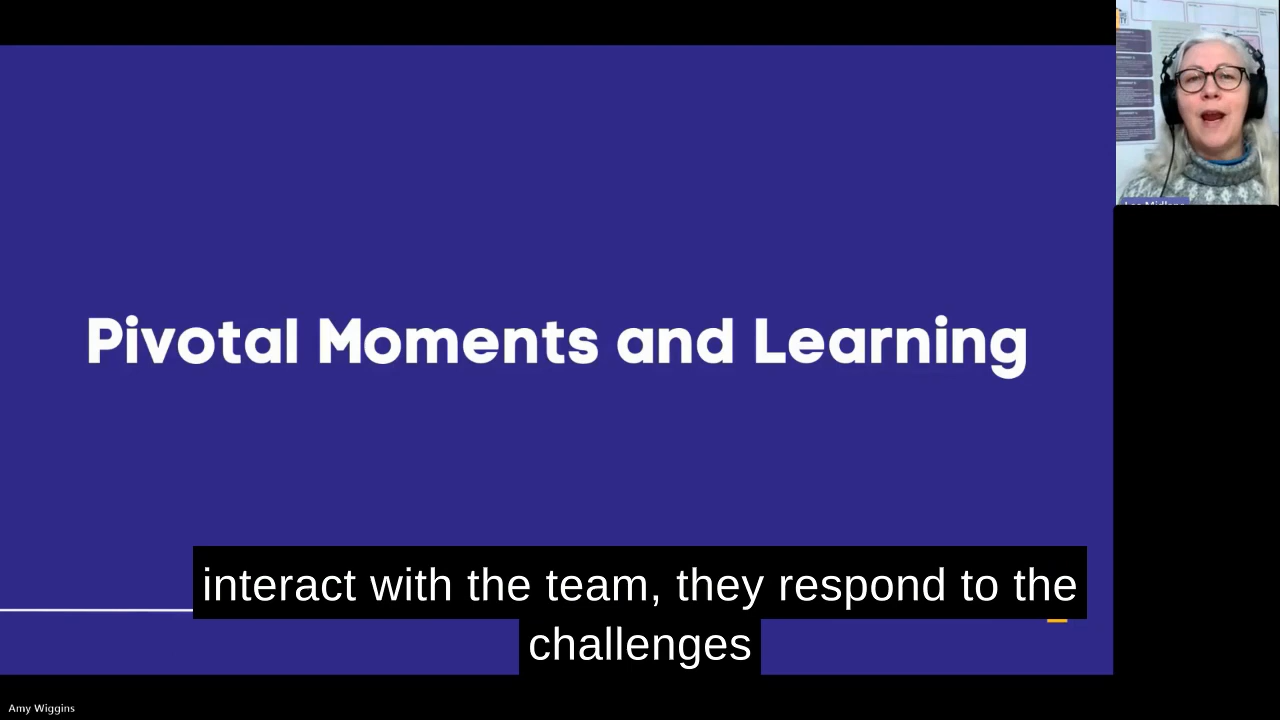 Pivotal Moments and Learning
interact with the team, they respond to the
challenges
Amy Wiggins